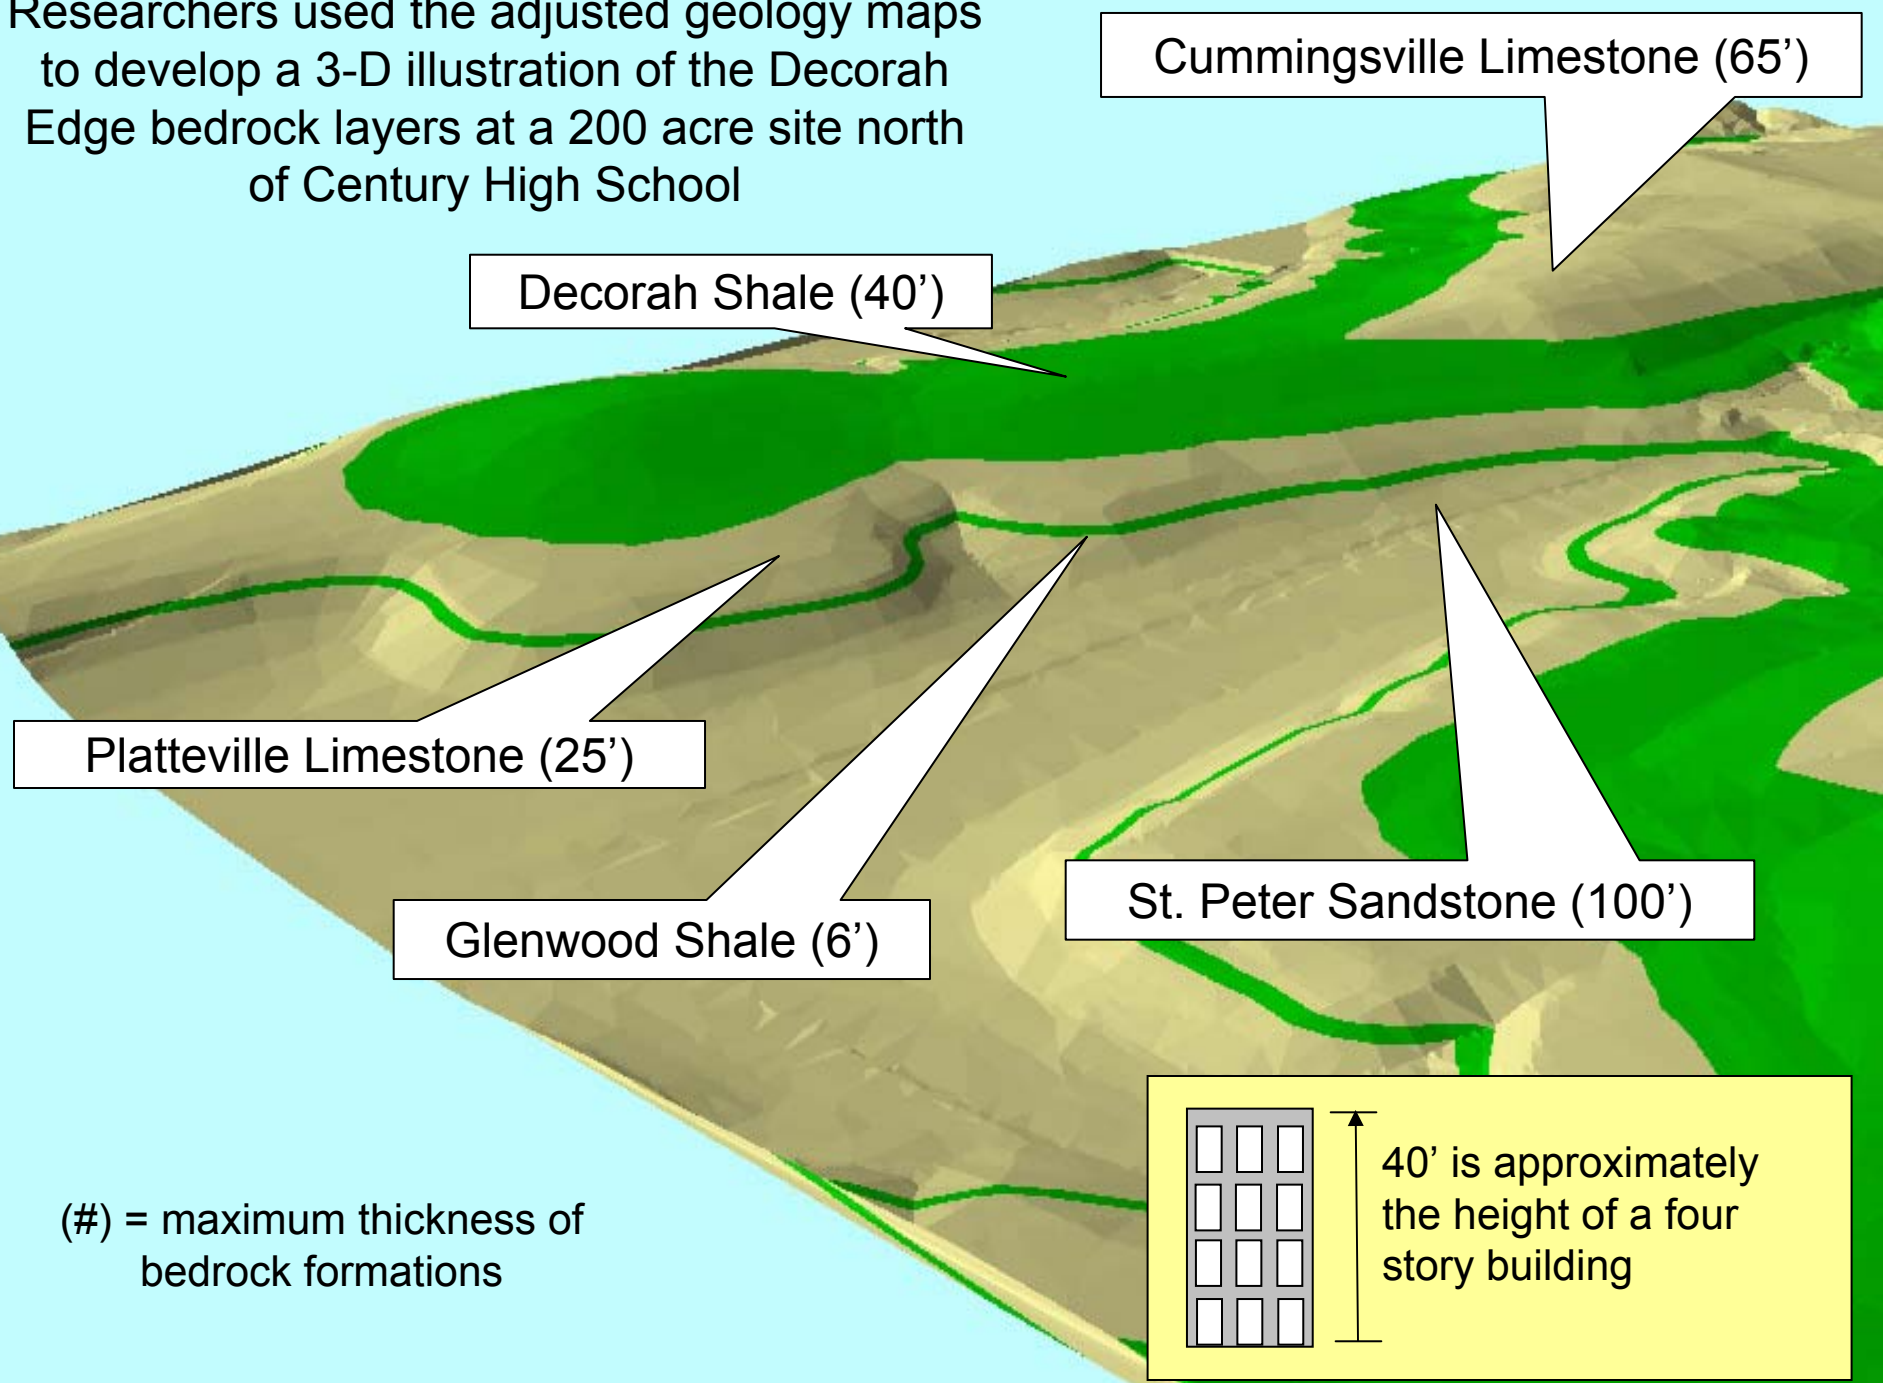 Researchers used the adjusted geology maps
to develop a 3-D illustration of the Decorah
Edge bedrock layers at a 200 acre site north
of Century High School
Cummingsville Limestone (65’)
Decorah Shale (40’)
Platteville Limestone (25’)
Glenwood Shale (6’)
St. Peter Sandstone (100’)
(#) = maximum thickness of
bedrock formations
40’ is approximately
the height of a four
story building